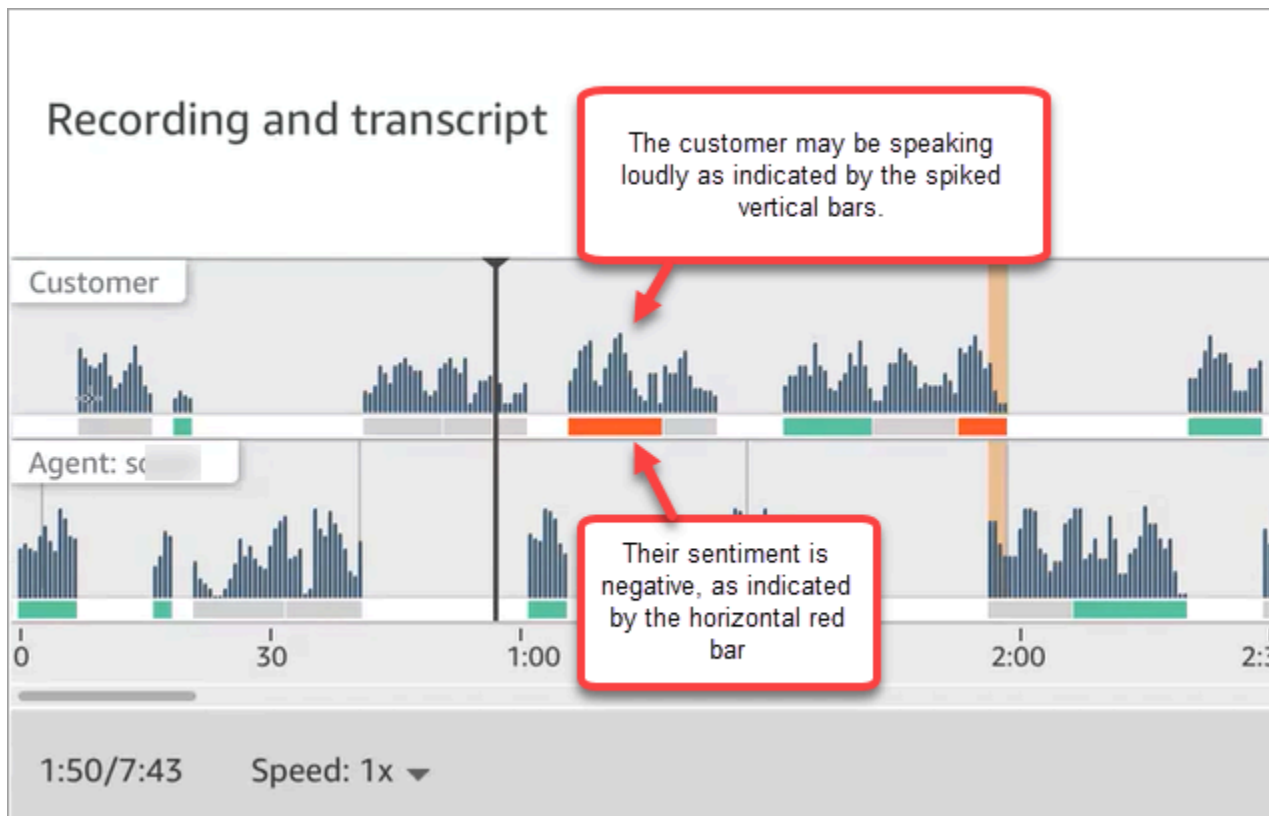 Recording and transcript
The customer may be speaking
loudly as indicated by the spiked
vertical bars.
Customer
Agent:
Their sentiment is
negative, as indicated
by the horizontal red
bar
0 30 1:00 2:00
1:50/7:43 Speed: 1x